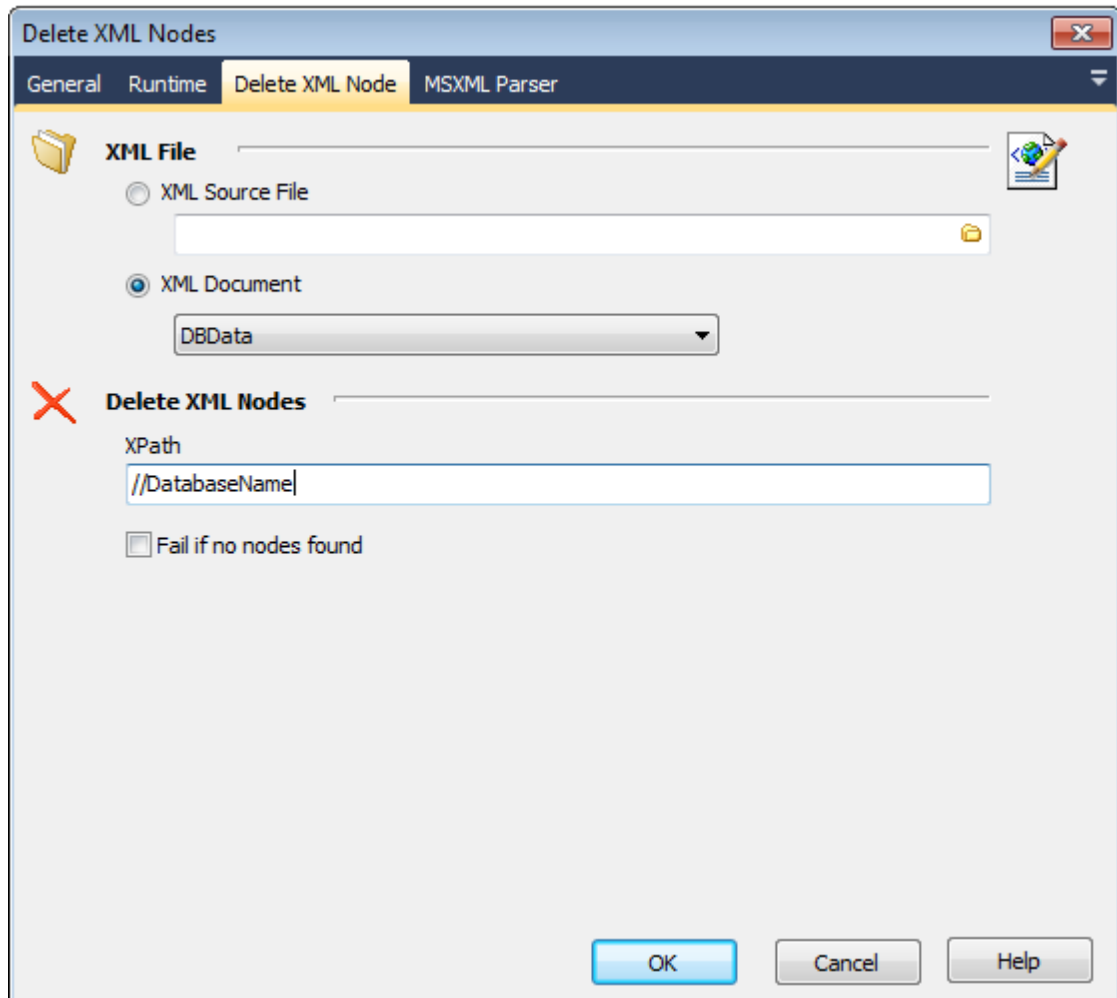 Delete XML Nodes
General Runtime Delete XML Node MSXML Parser
XML File
XML Source File
XML Document
DBData
Delete XML Nodes
XPath
//DatabaseName
Fail if no nodes found
OK Cancel Help